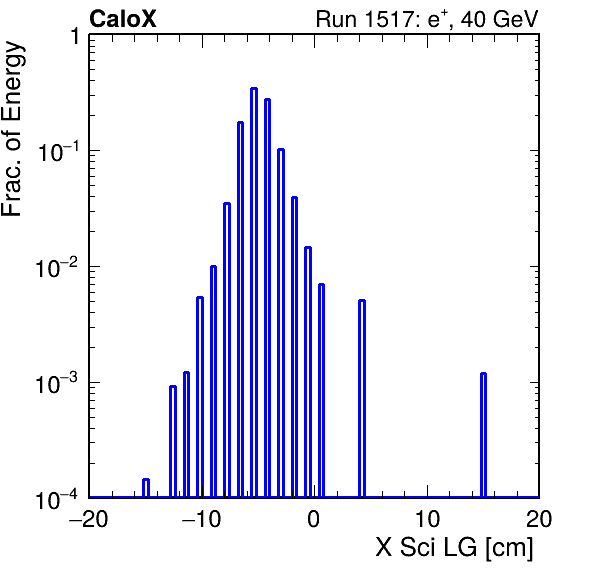 CaloX Run 1517: e⁺, 40 GeV
Frac. of Energy
1
10⁻¹
10⁻²
10⁻³
10⁻⁴
−20 −10 0 10 20
X Sci LG [cm]